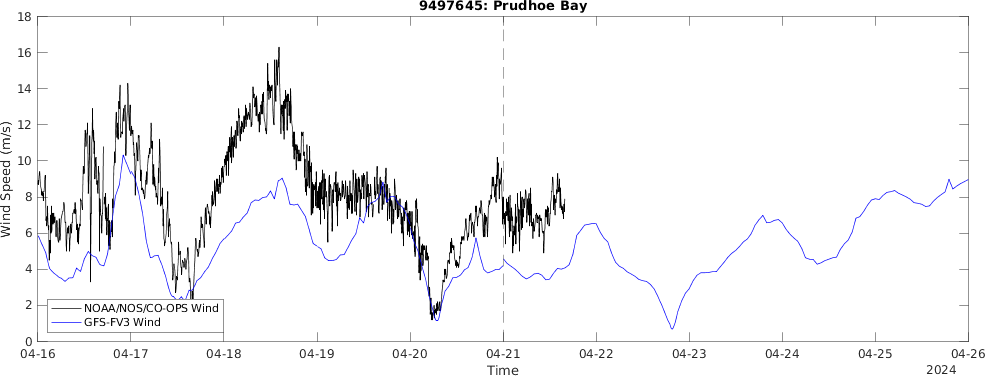 9497645: Prudhoe Bay
18
16
14
12
10
8
6
4
2
0
Wind Speed (m/s)
NOAA/NOS/CO-OPS Wind
GFS-FV3 Wind
04-16 04-17 04-18 04-19 04-20 04-21 04-22 04-23 04-24 04-25 04-26
Time
2024